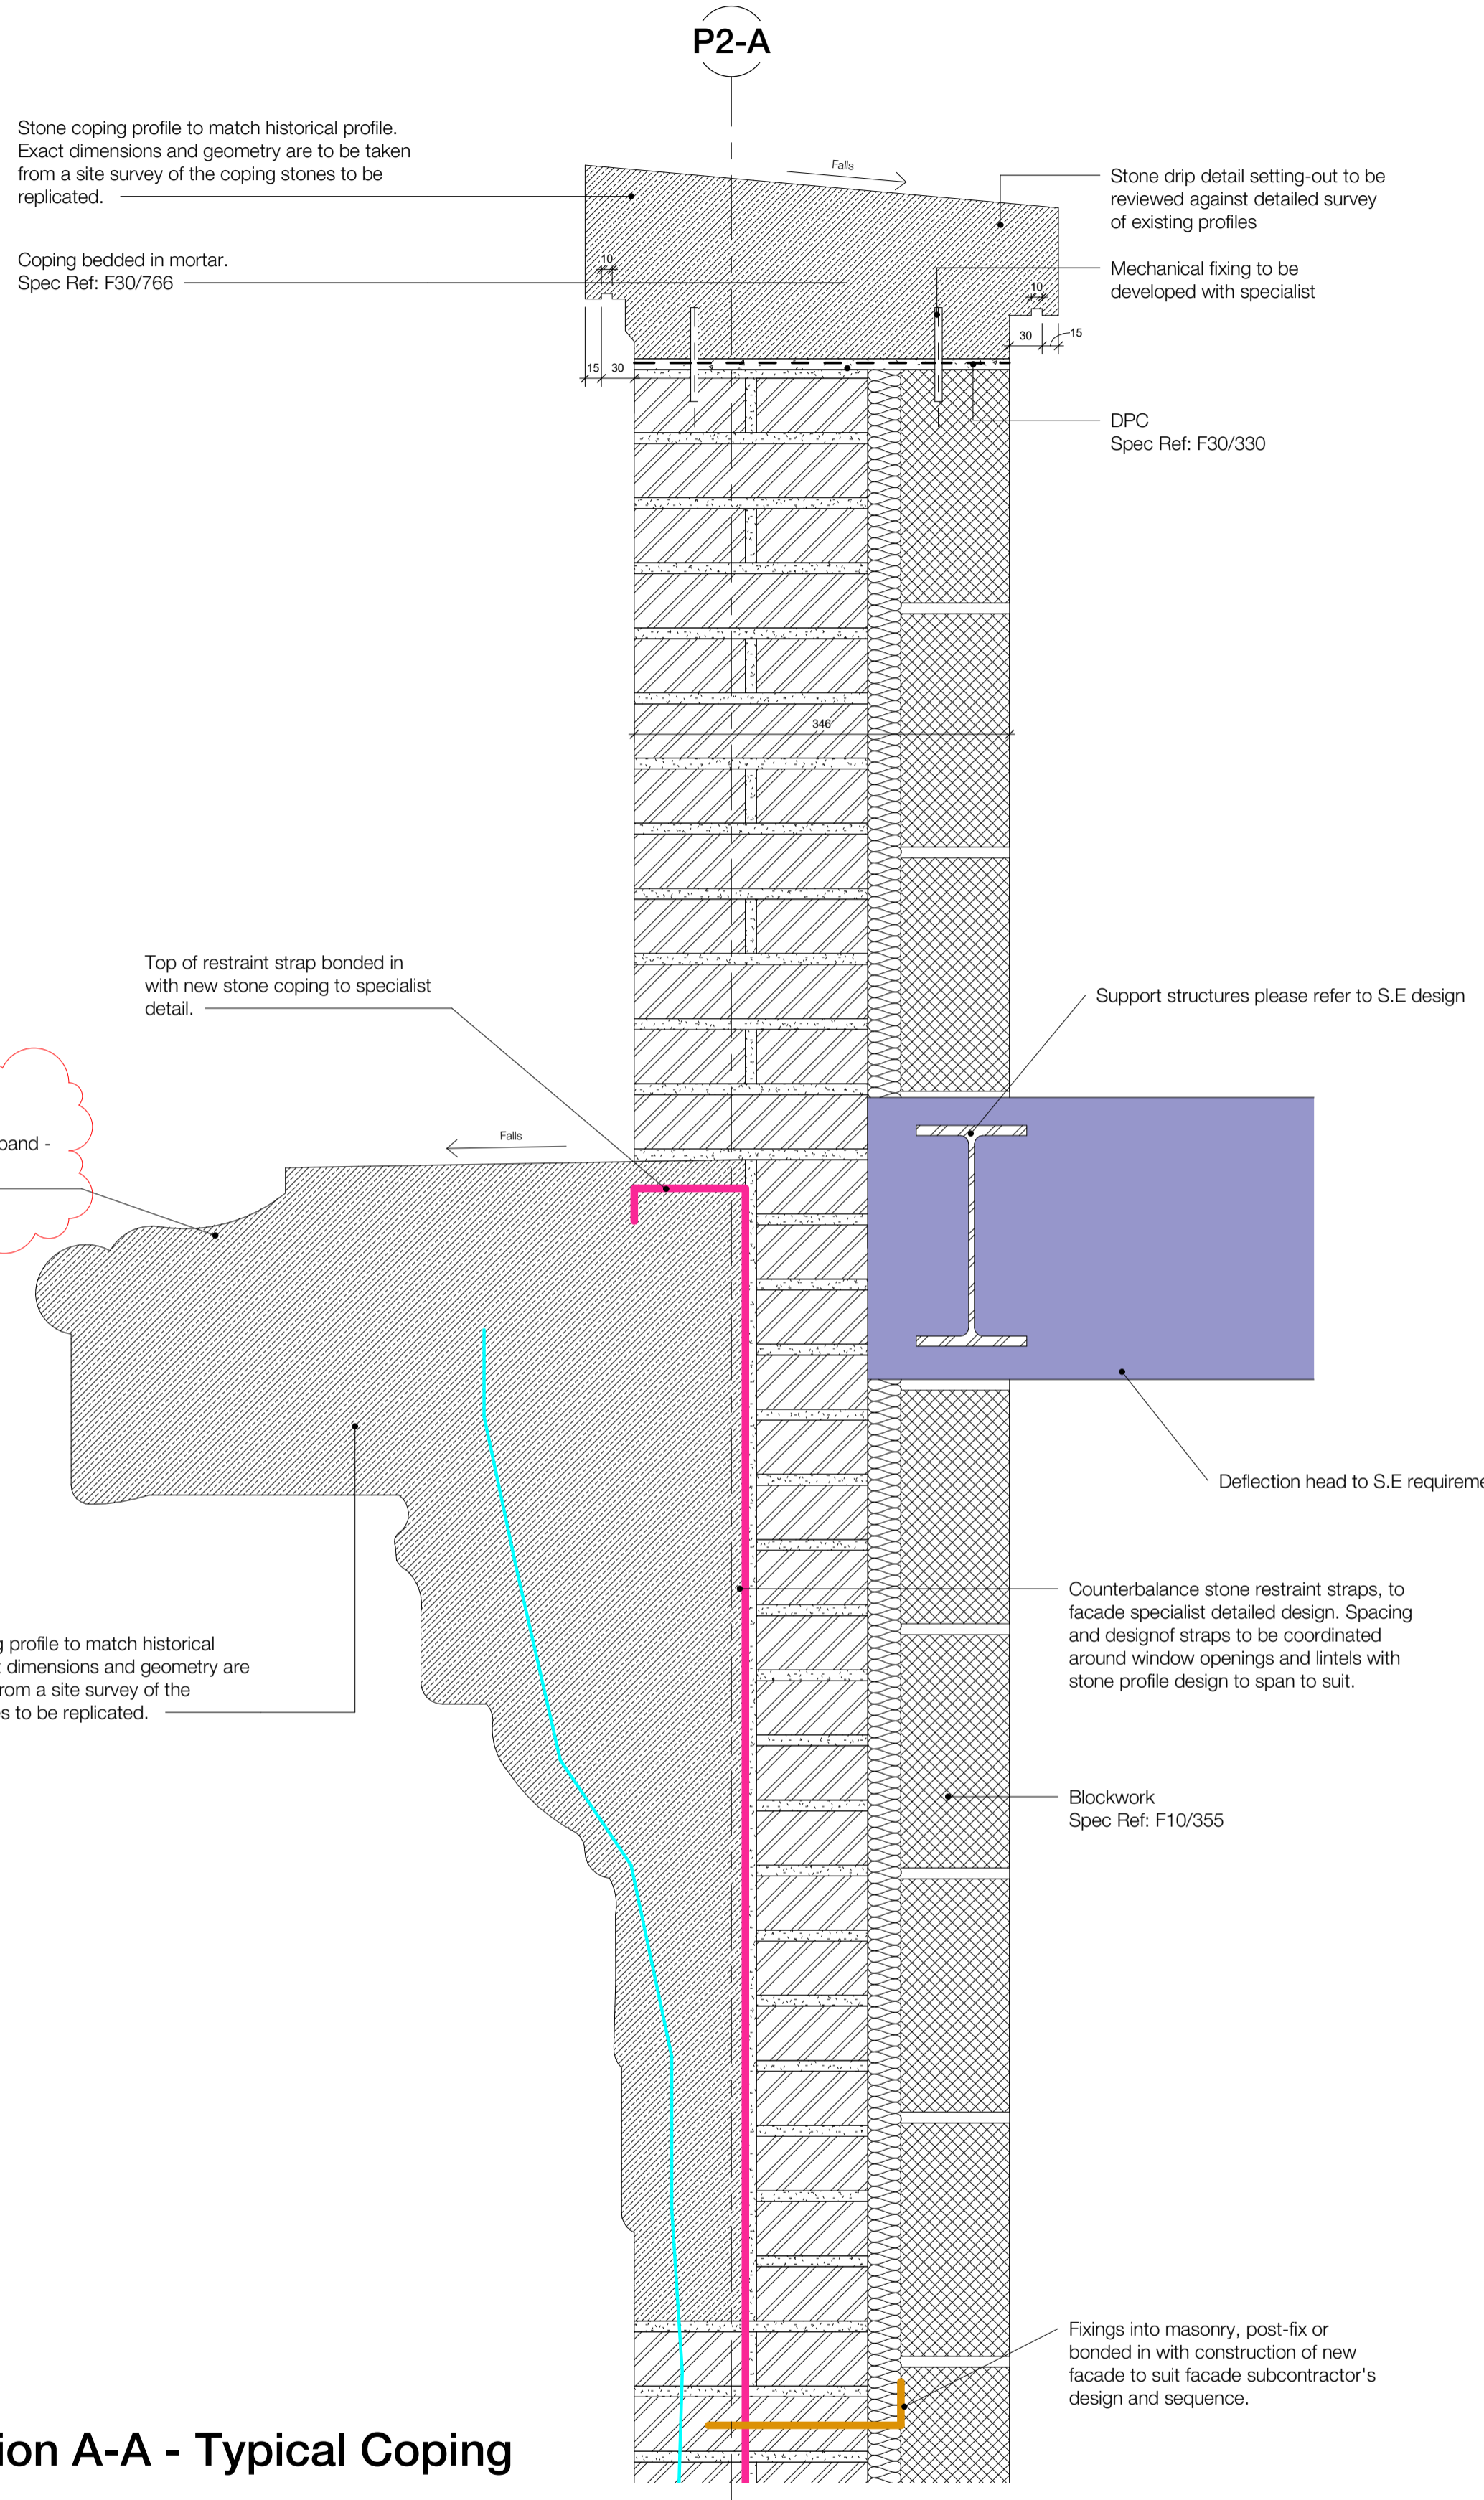 P2-A
Stone coping profile to match historical profile.
Exact dimensions and geometry are to be taken
from a site survey of the coping stones to be
replicated.
Falls
Stone drip detail setting-out to be
reviewed against detailed survey
of existing profiles
Coping bedded in mortar.
Spec Ref: F30/766
10
Mechanical fixing to be
developed with specialist
10
30
15
15
30
DPC
Spec Ref: F30/330
346
Top of restraint strap bonded in
with new stone coping to specialist
detail.
Support structures please refer to S.E design
Falls
band -
Deflection head to S.E requireme
Counterbalance stone restraint straps, to
facade specialist detailed design. Spacing
and designof straps to be coordinated
around window openings and lintels with
stone profile design to span to suit.
g profile to match historical
t dimensions and geometry are
from a site survey of the
es to be replicated.
Blockwork
Spec Ref: F10/355
Fixings into masonry, post-fix or
bonded in with construction of new
facade to suit facade subcontractor's
design and sequence.
ion A-A - Typical Coping